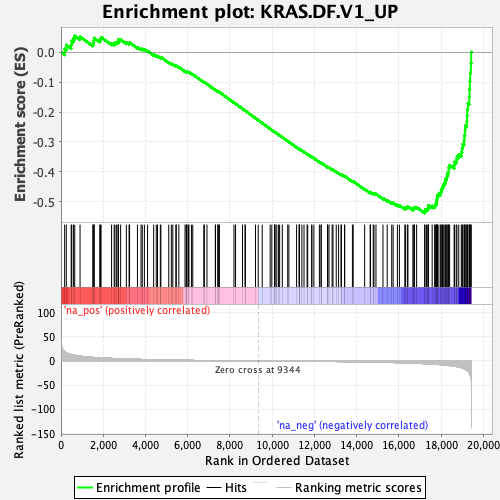 Enrichment plot: KRAS.DF.V1_UP
Enrichment score (ES)
0.0
-0.1
-0.2
-0.3
-0.4
-0.5
'na_pos' (positively correlated)
Ranked list metric (PreRanked)
100
50
0
-50
-100
-150
Zero cross at 9344
'na_neg' (negatively correlated)
0
2,000
4,000
6,000
8,000
10,000
12,000
14,000
16,000
18,000
20,000
Rank in Ordered Dataset
Enrichment profile
Hits
Ranking metric scores